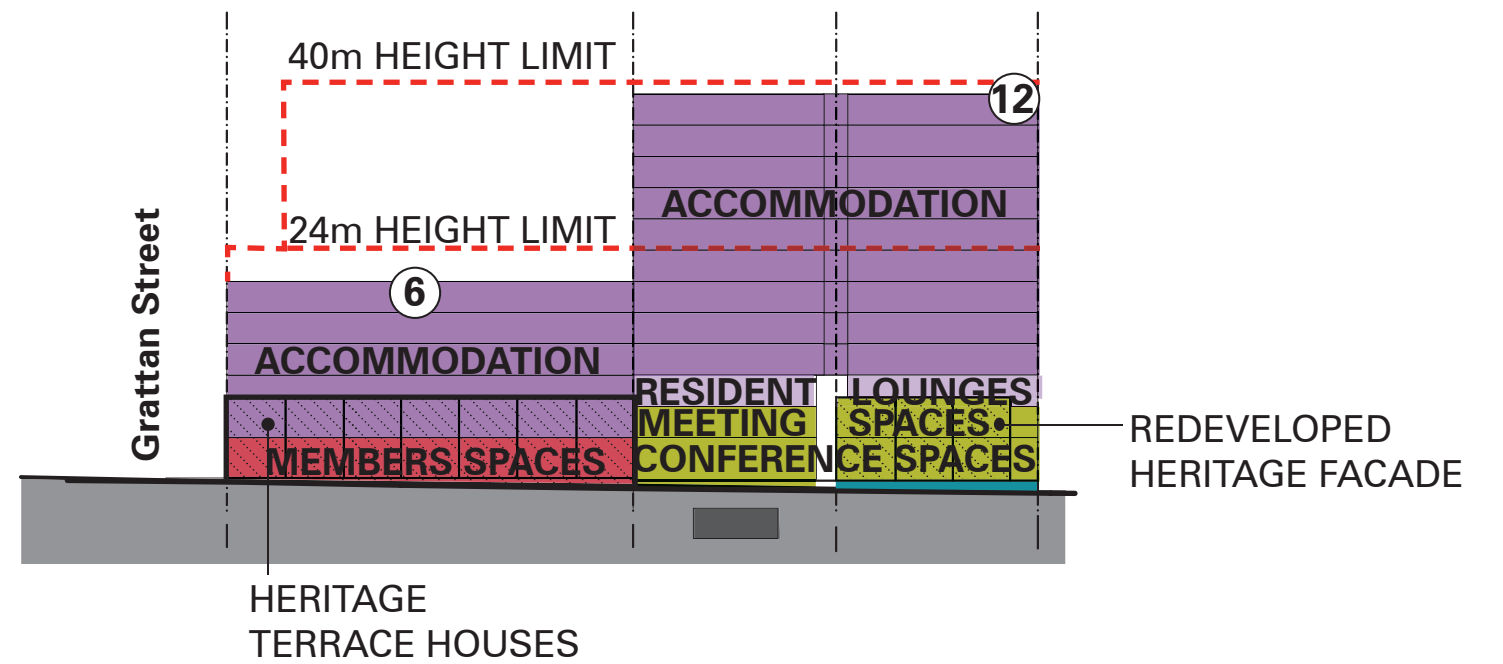 40m HEIGHT LIMIT
12
ACCOMMODATION
24m HEIGHT LIMIT
Grattan Street
6
ACCOMMODATION
RESIDENT LOUNGES
MEETING SPACES
CONFERENCE SPACES
MEMBERS SPACES
REDEVELOPED
HERITAGE FACADE
HERITAGE
TERRACE HOUSES